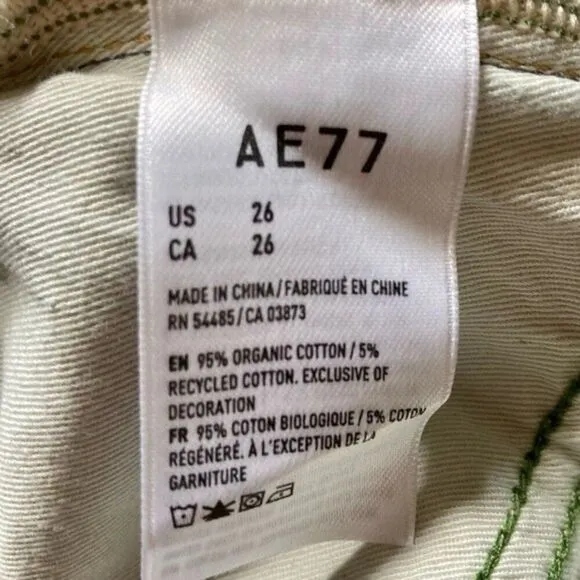 AE77
US 26
CA 26
MADE IN CHINA/FABRIQUÉ EN CHINE
RN 54485/CA 03873
EN 95% ORGANIC COTTON / 5%
RECYCLED COTTON. EXCLUSIVE OF
DECORATION
FR 95% COTON BIOLOGIQUE / 5% COTON
RÉGÉNÉRÉ. À L'EXCEPTION DE LA
GARNITURE